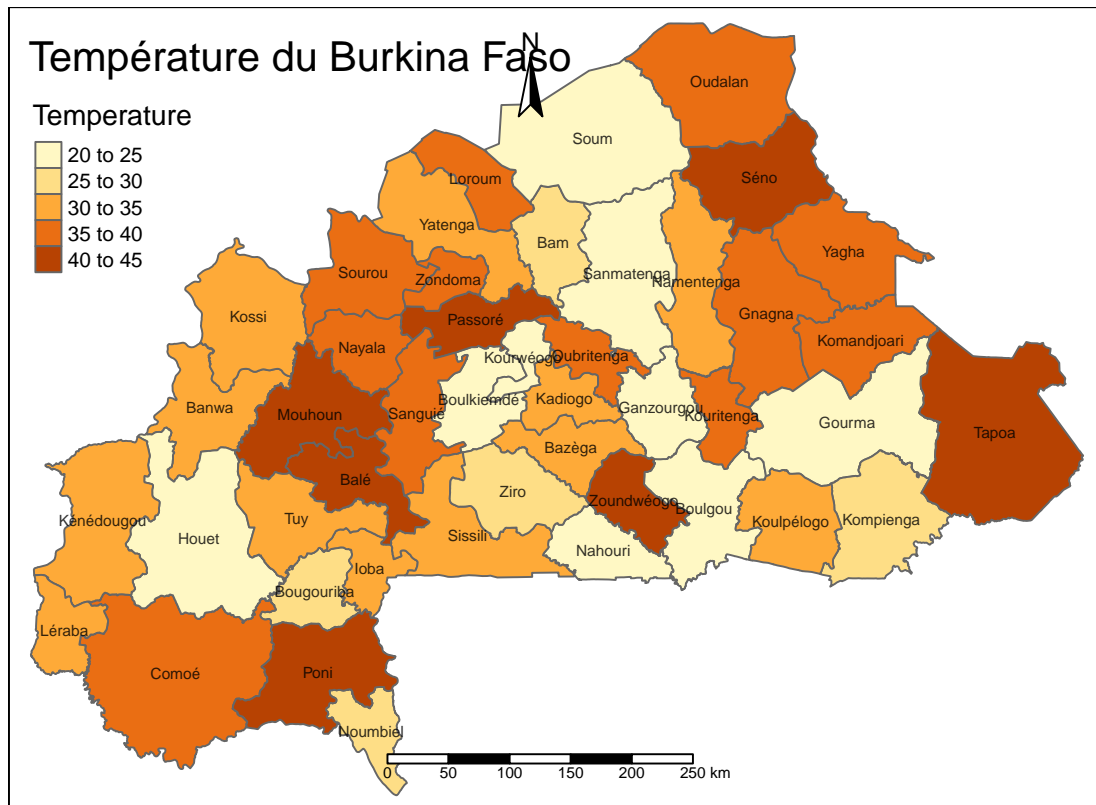 Température du Burkina Faso
N
Temperature
20 to 25
25 to 30
30 to 35
35 to 40
40 to 45
Oudalan
Soum
Séno
Loroum
Yatenga
Bam
Sanmatenga
Namentenga
Yagha
Sourou
Zondoma
Kossi
Passoré
Gnagna
Komandjoari
Nayala
Kourwéogo
Oubritenga
Banwa
Mouhoun
Sanguié
Boulkiemdé
Kadiogo
Ganzourgou
Kouritenga
Gourma
Tapoa
Bazèga
Balé
Ziro
Zoundwéogo
Boulgou
Kénédougou
Tuy
Houet
Sissili
Koulpélogo
Kompienga
Nahouri
Ioba
Bougouriba
Léraba
Comoé
Poni
Noumbiel
0 50 100 150 200 250 km